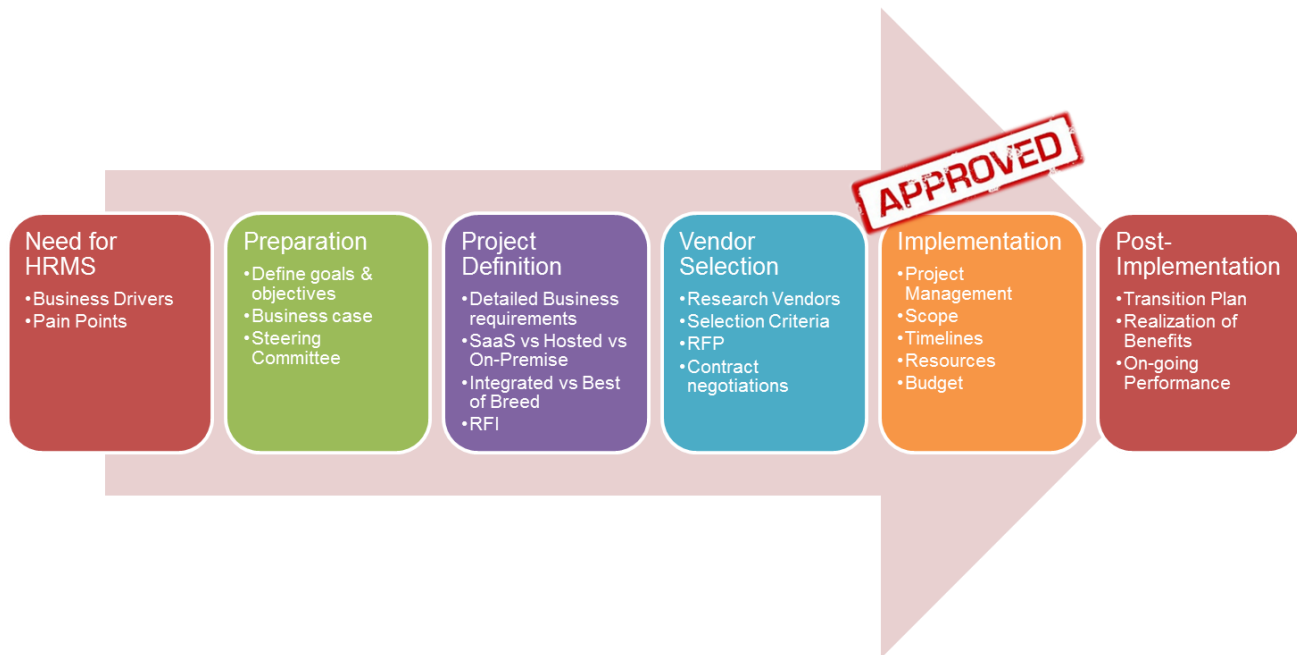 APPROVED
Need for
HRMS
•Business Drivers
•Pain Points
Preparation
•Define goals &
objectives
•Business case
•Steering
Committee
Project
Definition
•Detailed Business
requirements
•SaaS vs Hosted vs
On-Premise
•Integrated vs Best
of Breed
•RFI
Vendor
Selection
•Research Vendors
•Selection Criteria
•RFP
•Contract
negotiations
Implementation
•Project
Management
•Scope
•Timelines
•Resources
•Budget
Post-
Implementation
•Transition Plan
•Realization of
Benefits
•On-going
Performance